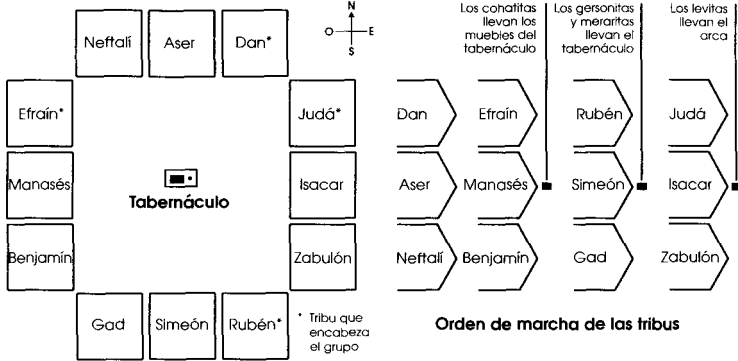 Neftalí Aser Dan*
N
O E
S
Efraín* Judá*
Manasés Isacar
Tabernáculo
Benjamín Zabulón
Gad Simeón Rubén*
* Tribu que
encabeza
el grupo
Los cohatitas
llevan los
muebles del
tabernáculo
Los gersonitas
y meraritas
llevan el
tabernáculo
Los levitas
llevan el
arca
Dan Efraín Rubén Judá
Aser Manasés Simeón Isacar
Neftalí Benjamín Gad Zabulón
Orden de marcha de las tribus